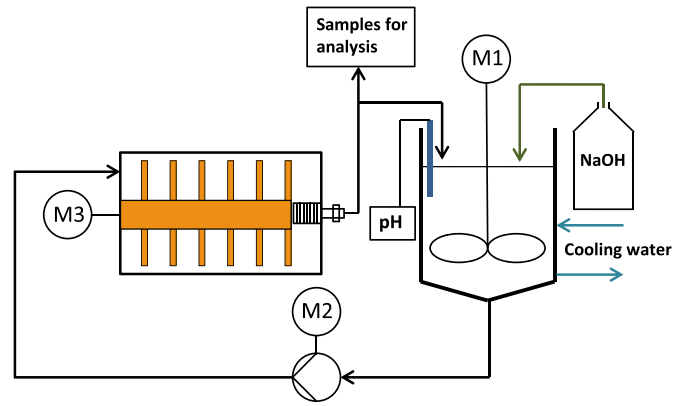 Samples for
analysis
M1
NaOH
M3
pH
Cooling water
M2